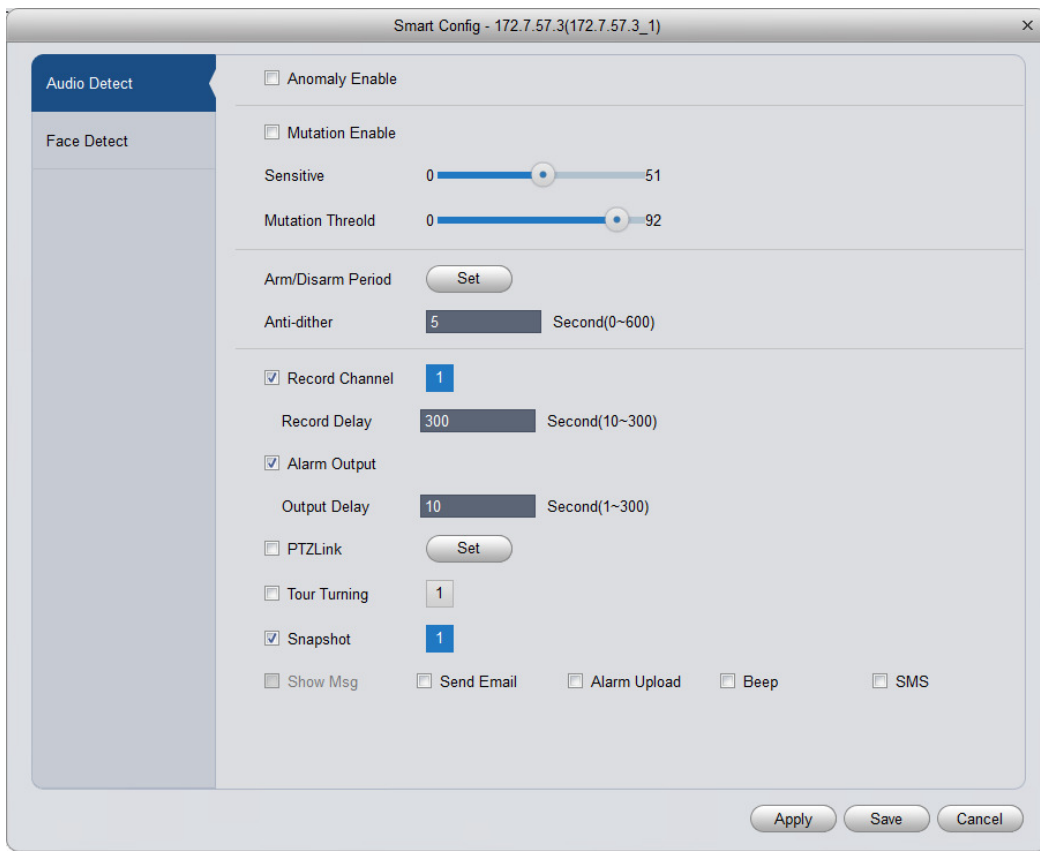 Smart Config - 172.7.57.3(172.7.57.3_1)
Audio Detect
Face Detect
Anomaly Enable
Mutation Enable
Sensitive 0 51
Mutation Threold 0 92
Arm/Disarm Period Set
Anti-dither 5 Second(0~600)
Record Channel 1
Record Delay 300 Second(10~300)
Alarm Output
Output Delay 10 Second(1~300)
PTZLink Set
Tour Turning 1
Snapshot 1
Show Msg Send Email Alarm Upload Beep SMS
Apply Save Cancel